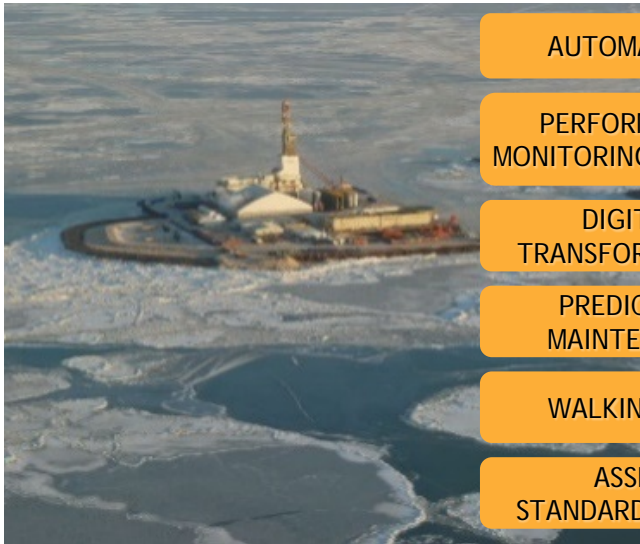 AUTOMA
PERFOR
MONITORING
DIGIT
TRANSFOR
PREDIC
MAINTE
WALKIN
ASS
STANDARD